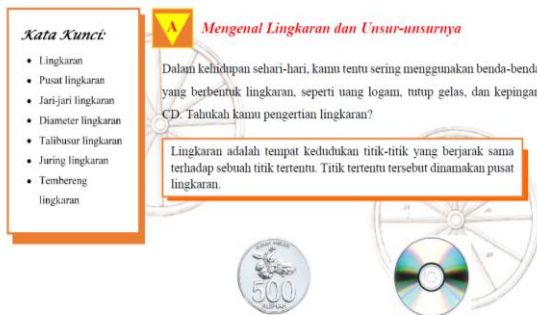 Kata Kunci:
• Lingkaran
• Pusat lingkaran
• Jari-jari lingkaran
• Diameter lingkaran
• Talibusur lingkaran
• Juring lingkaran
• Tembereng
lingkaran
A
Mengenal Lingkaran dan Unsur-unsurnya
Dalam kehidupan sehari-hari, kamu tentu sering menggunakan benda-benda
yang berbentuk lingkaran, seperti uang logam, tutup gelas, dan kepingan
CD. Tahukah kamu pengertian lingkaran?
Lingkaran adalah tempat kedudukan titik-titik yang berjarak sama
terhadap sebuah titik tertentu. Titik tertentu tersebut dinamakan pusat
lingkaran.
500
RUPIAH